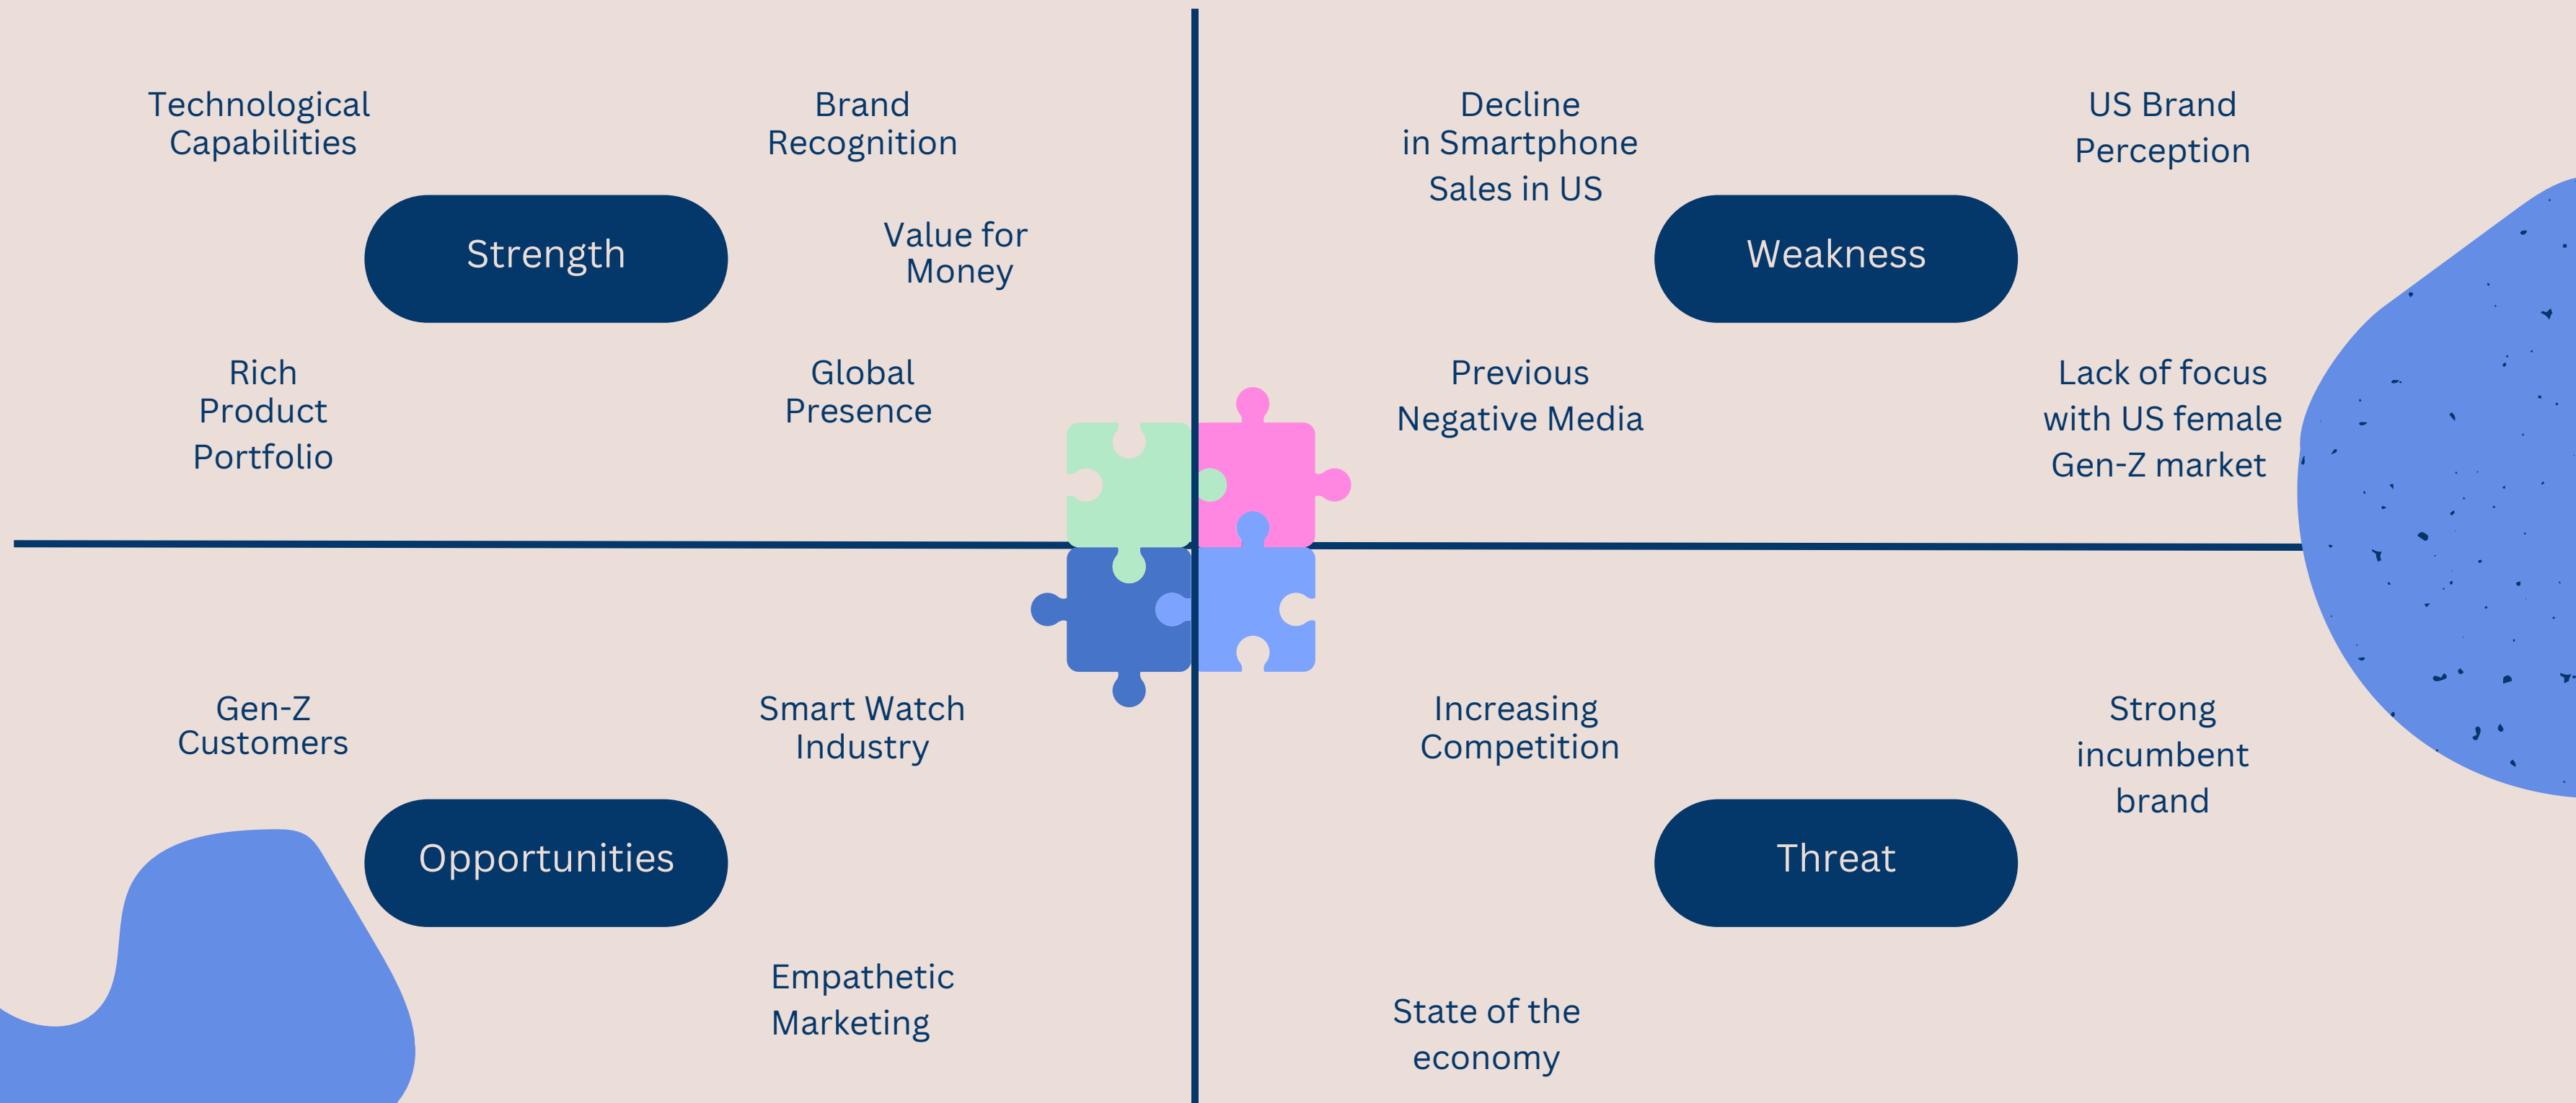 Technological
Capabilities
Brand
Recognition
Strength
Value for
Money
Rich
Product
Portfolio
Global
Presence
Decline
in Smartphone
Sales in US
US Brand
Perception
Weakness
Previous
Negative Media
Lack of focus
with US female
Gen-Z market
Gen-Z
Customers
Smart Watch
Industry
Opportunities
Empathetic
Marketing
Increasing
Competition
Strong
incumbent
brand
Threat
State of the
economy